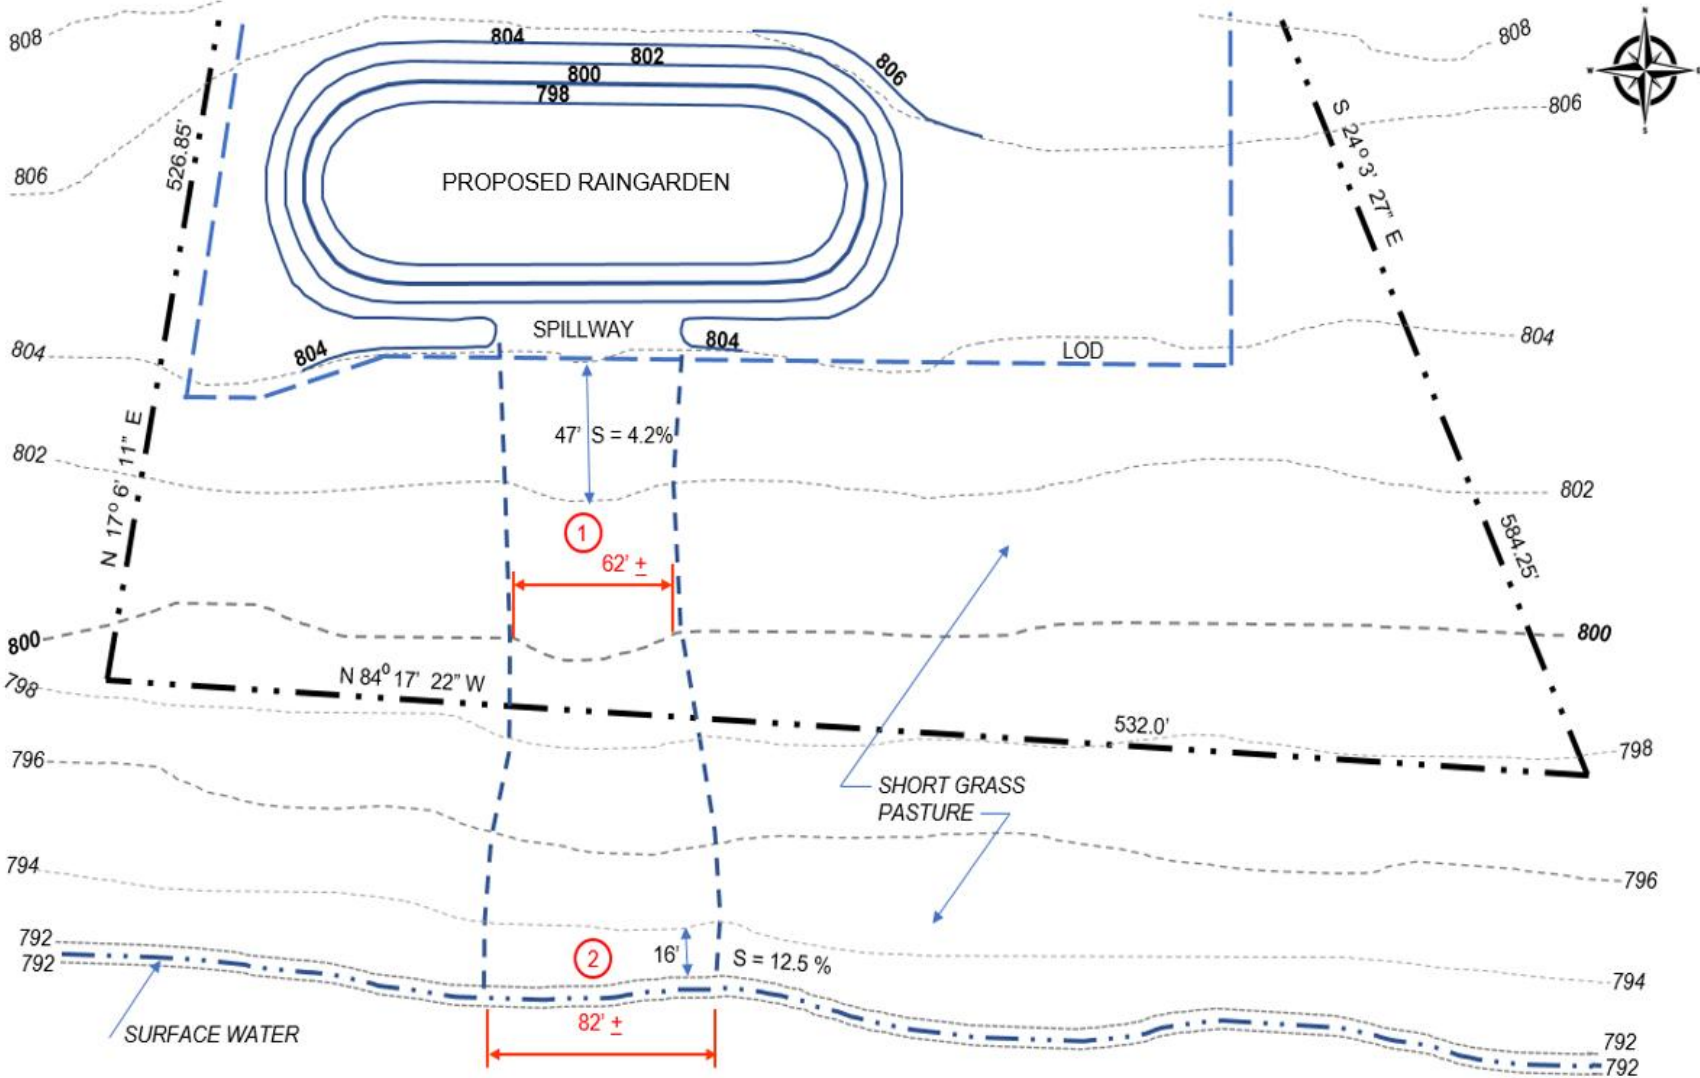 N
W
E
S
808
804
802
800
798
806
808
806
526.85'
S 24° 3' 27" E
806
PROPOSED RAINGARDEN
SPILLWAY
804
804
804
LOD
804
47' S = 4.2%
N 17° 6' 11" E
802
802
1
62' ±
584.25'
800
800
798
N 84° 17' 22" W
532.0'
798
796
SHORT GRASS
PASTURE
794
796
792
792
2
16'
S = 12.5 %
794
82' ±
SURFACE WATER
792
792